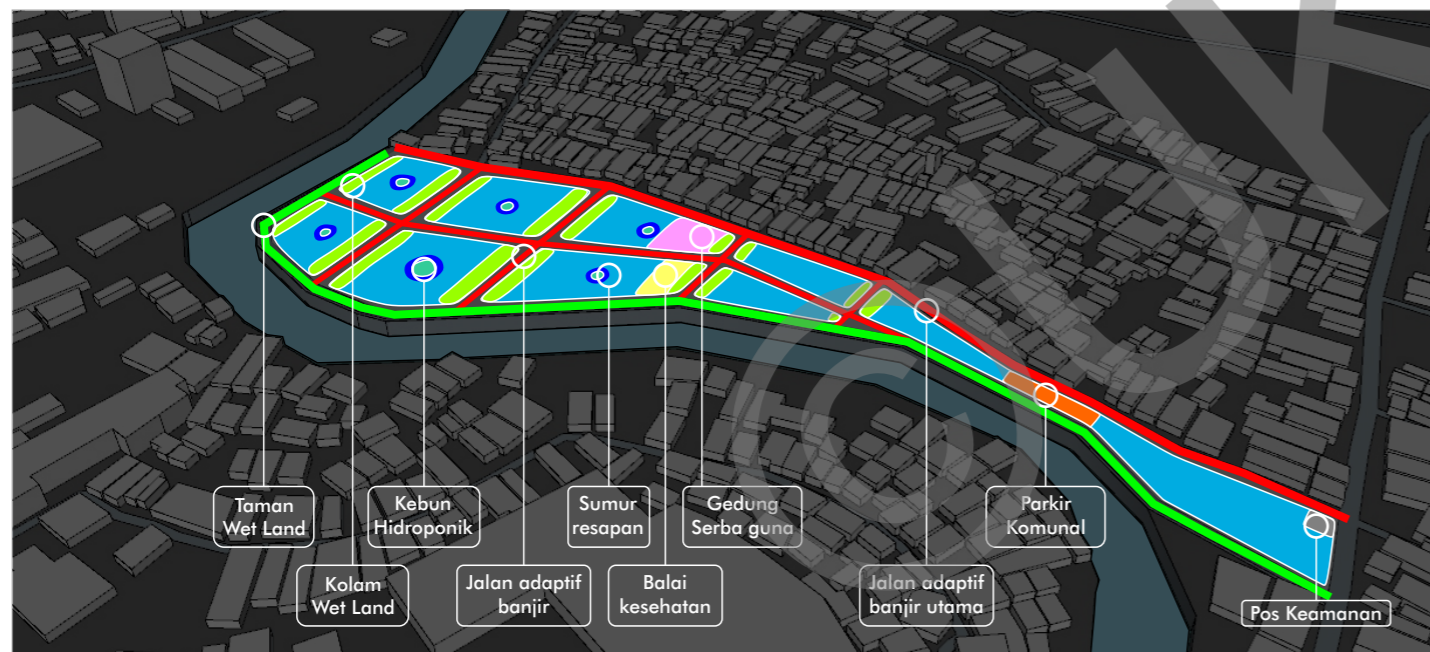 Taman
Wet Land
Kebun
Hidroponik
Sumur
resapan
Gedung
Serba guna
Parkir
Komunal
Kolam
Wet Land
Jalan adaptif
banjir
Balai
kesehatan
Jalan adaptif
banjir utama
Pos Keamanan